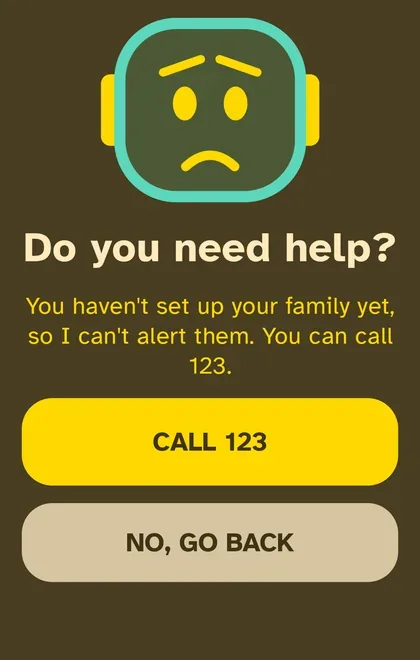 Do you need help?
You haven't set up your family yet,
so I can't alert them. You can call
123.
CALL 123
NO, GO BACK